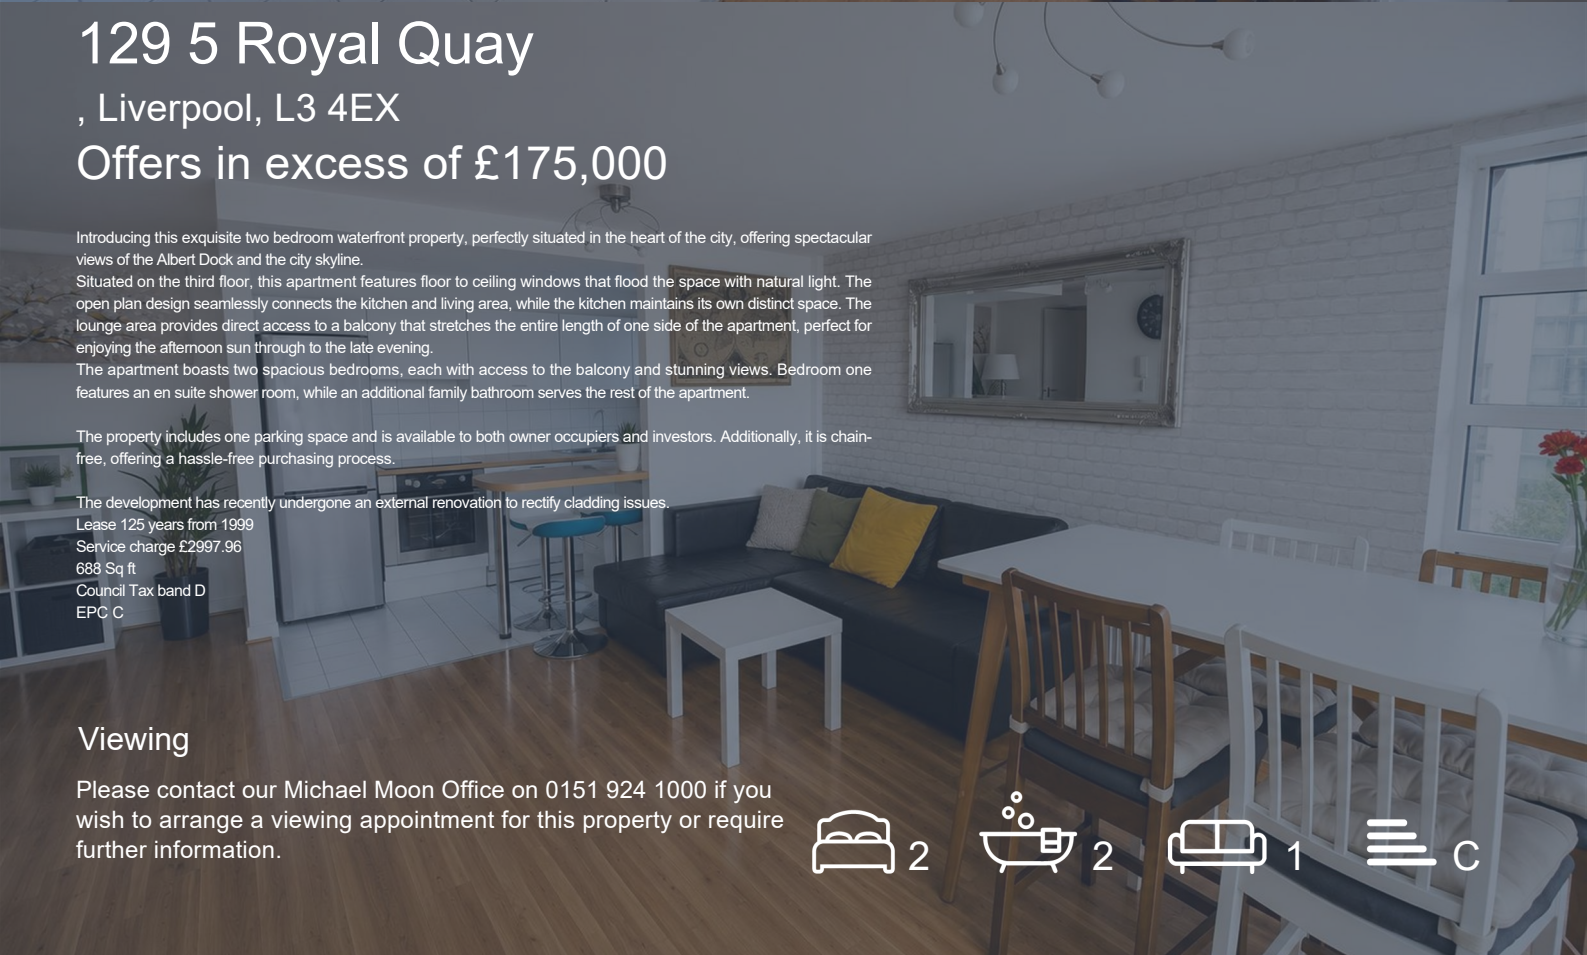 129 5 Royal Quay
, Liverpool, L3 4EX
Offers in excess of £175,000
Introducing this exquisite two bedroom waterfront property, perfectly situated in the heart of the city, offering spectacular
views of the Albert Dock and the city skyline.
Situated on the third floor, this apartment features floor to ceiling windows that flood the space with natural light. The
open plan design seamlessly connects the kitchen and living area, while the kitchen maintains its own distinct space. The
lounge area provides direct access to a balcony that stretches the entire length of one side of the apartment, perfect for
enjoying the afternoon sun through to the late evening.
The apartment boasts two spacious bedrooms, each with access to the balcony and stunning views. Bedroom one
features an en suite shower room, while an additional family bathroom serves the rest of the apartment.
The property includes one parking space and is available to both owner occupiers and investors. Additionally, it is chain-
free, offering a hassle-free purchasing process.
The development has recently undergone an external renovation to rectify cladding issues.
Lease 125 years from 1999
Service charge £2997.96
688 Sq ft
Council Tax band D
EPC C
Viewing
Please contact our Michael Moon Office on 0151 924 1000 if you
wish to arrange a viewing appointment for this property or require
further information.
2 2 1 C